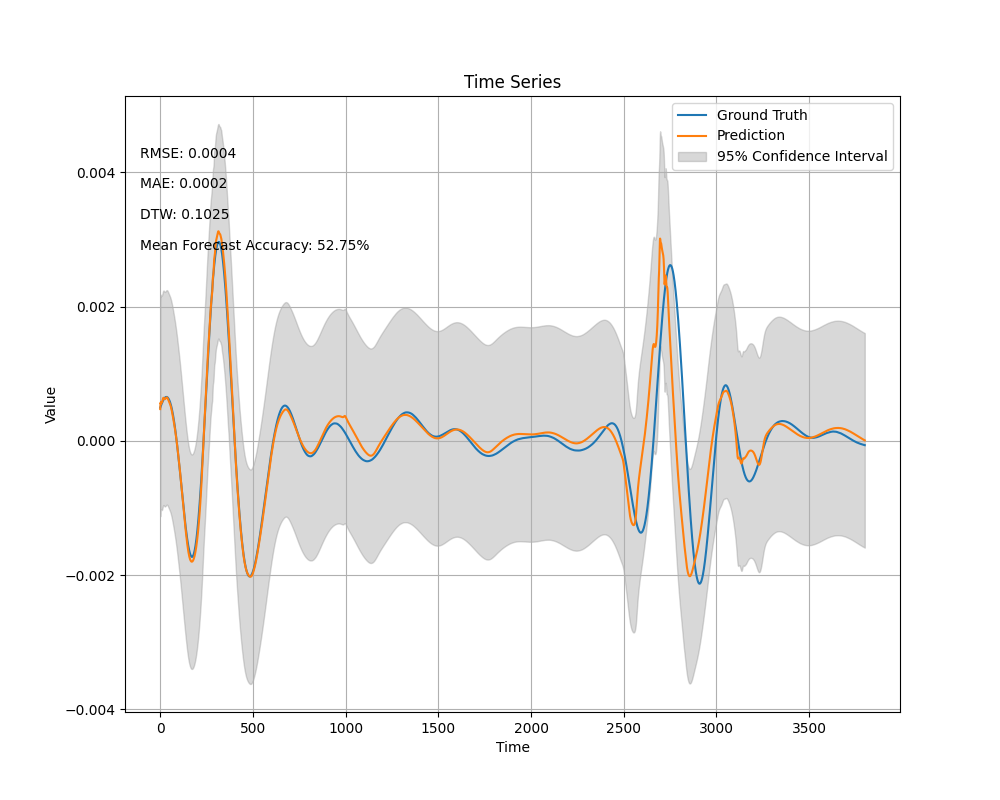 Time Series
Ground Truth
Prediction
95% Confidence Interval
RMSE: 0.0004
MAE: 0.0002
DTW: 0.1025
Mean Forecast Accuracy: 52.75%
Value
0.004
0.002
0.000
−0.002
−0.004
0 500 1000 1500 2000 2500 3000 3500
Time